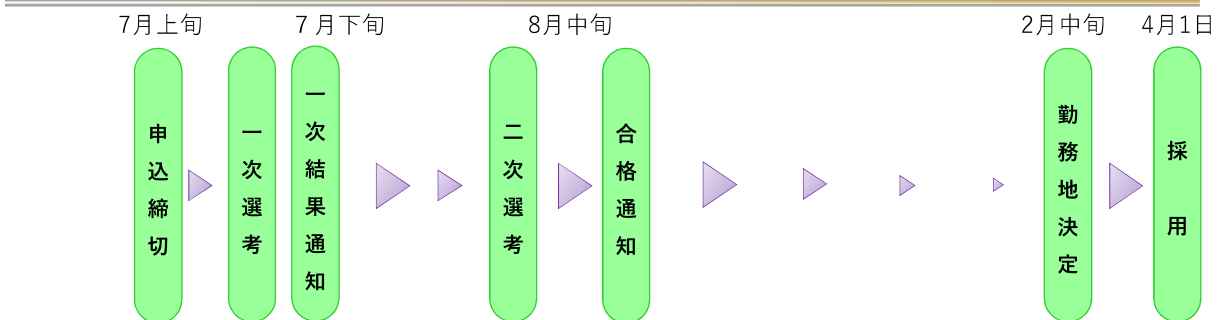 7月上旬
７月下旬
8月中旬
2月中旬
4月1日
申込締切
一次選考
一次結果通知
二次選考
合格通知
勤務地決定
採用